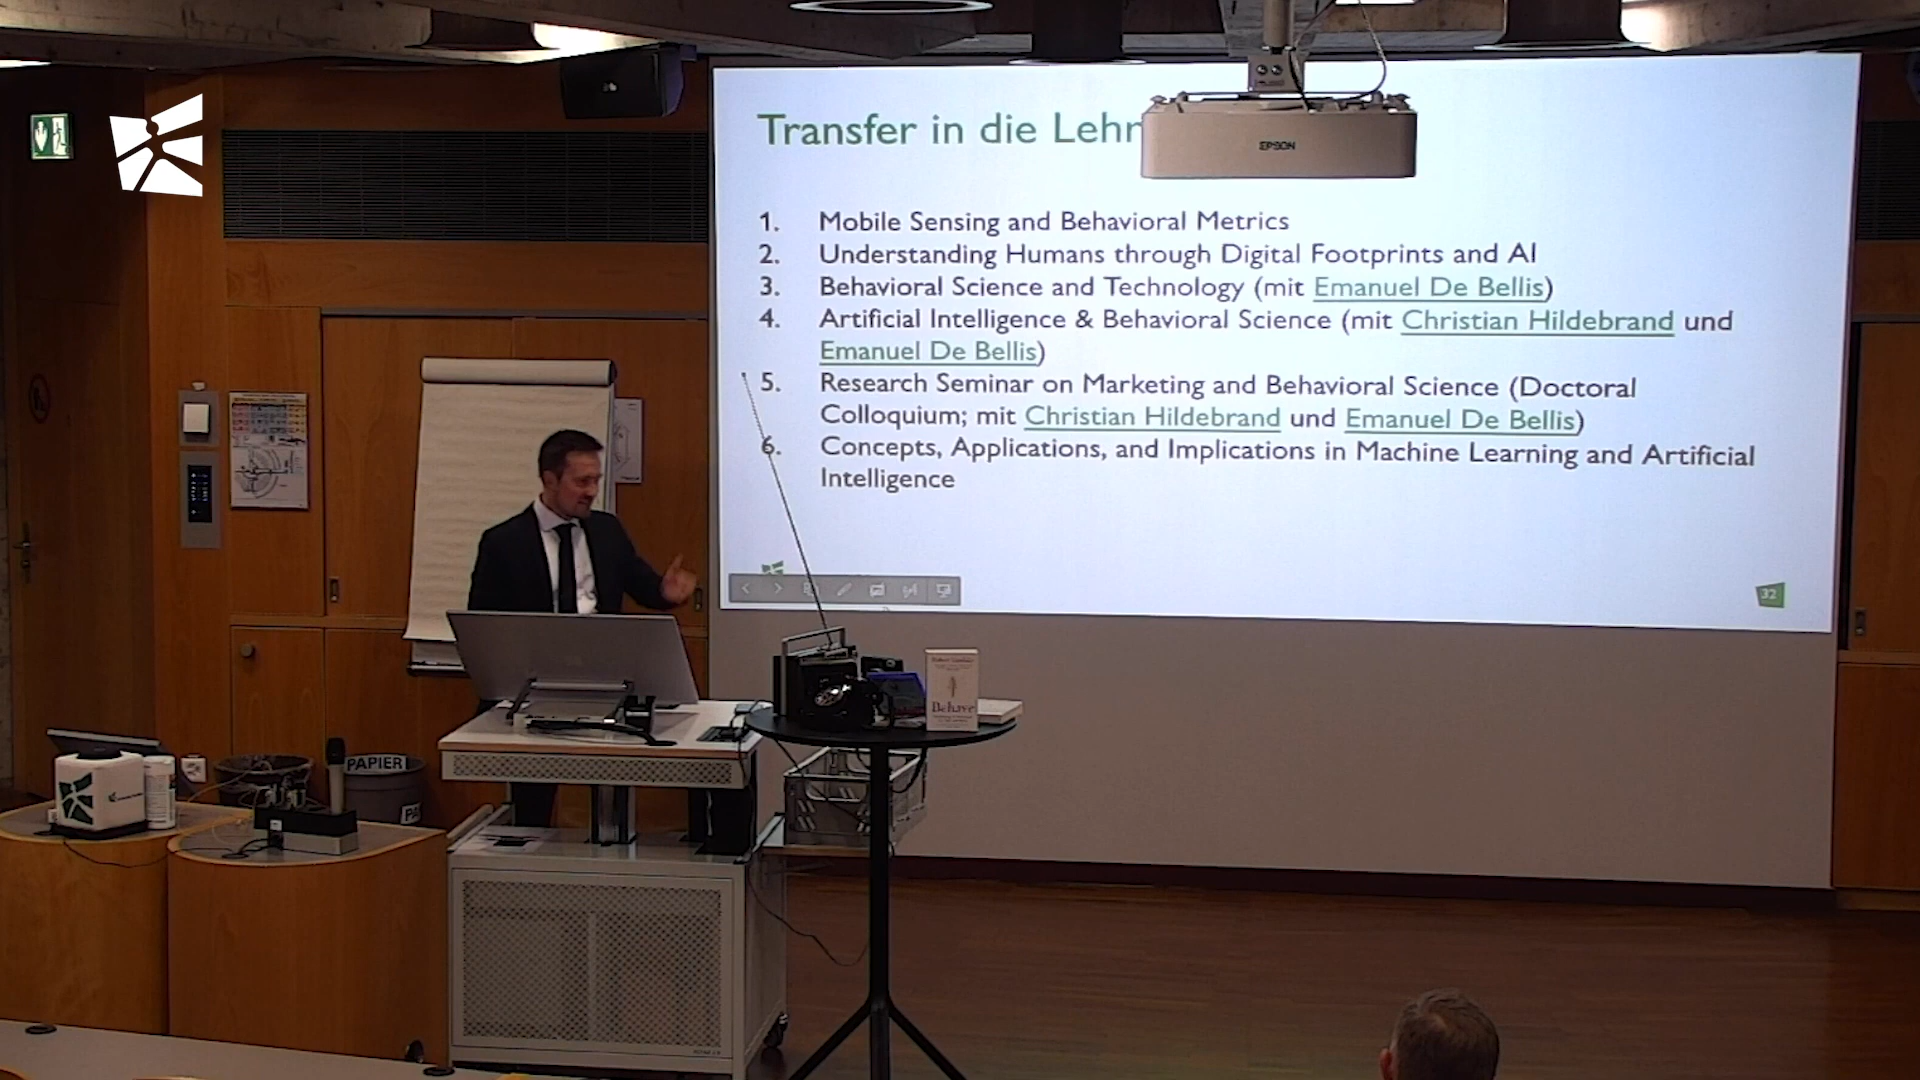 Transfer in die Lehr
EPSON
1. Mobile Sensing and Behavioral Metrics
2. Understanding Humans through Digital Footprints and AI
3. Behavioral Science and Technology (mit Emanuel De Bellis)
4. Artificial Intelligence & Behavioral Science (mit Christian Hildebrand und
Emanuel De Bellis)
5. Research Seminar on Marketing and Behavioral Science (Doctoral
Colloquium; mit Christian Hildebrand und Emanuel De Bellis)
6. Concepts, Applications, and Implications in Machine Learning and Artificial
Intelligence
32
Behave
PAPIER
PA